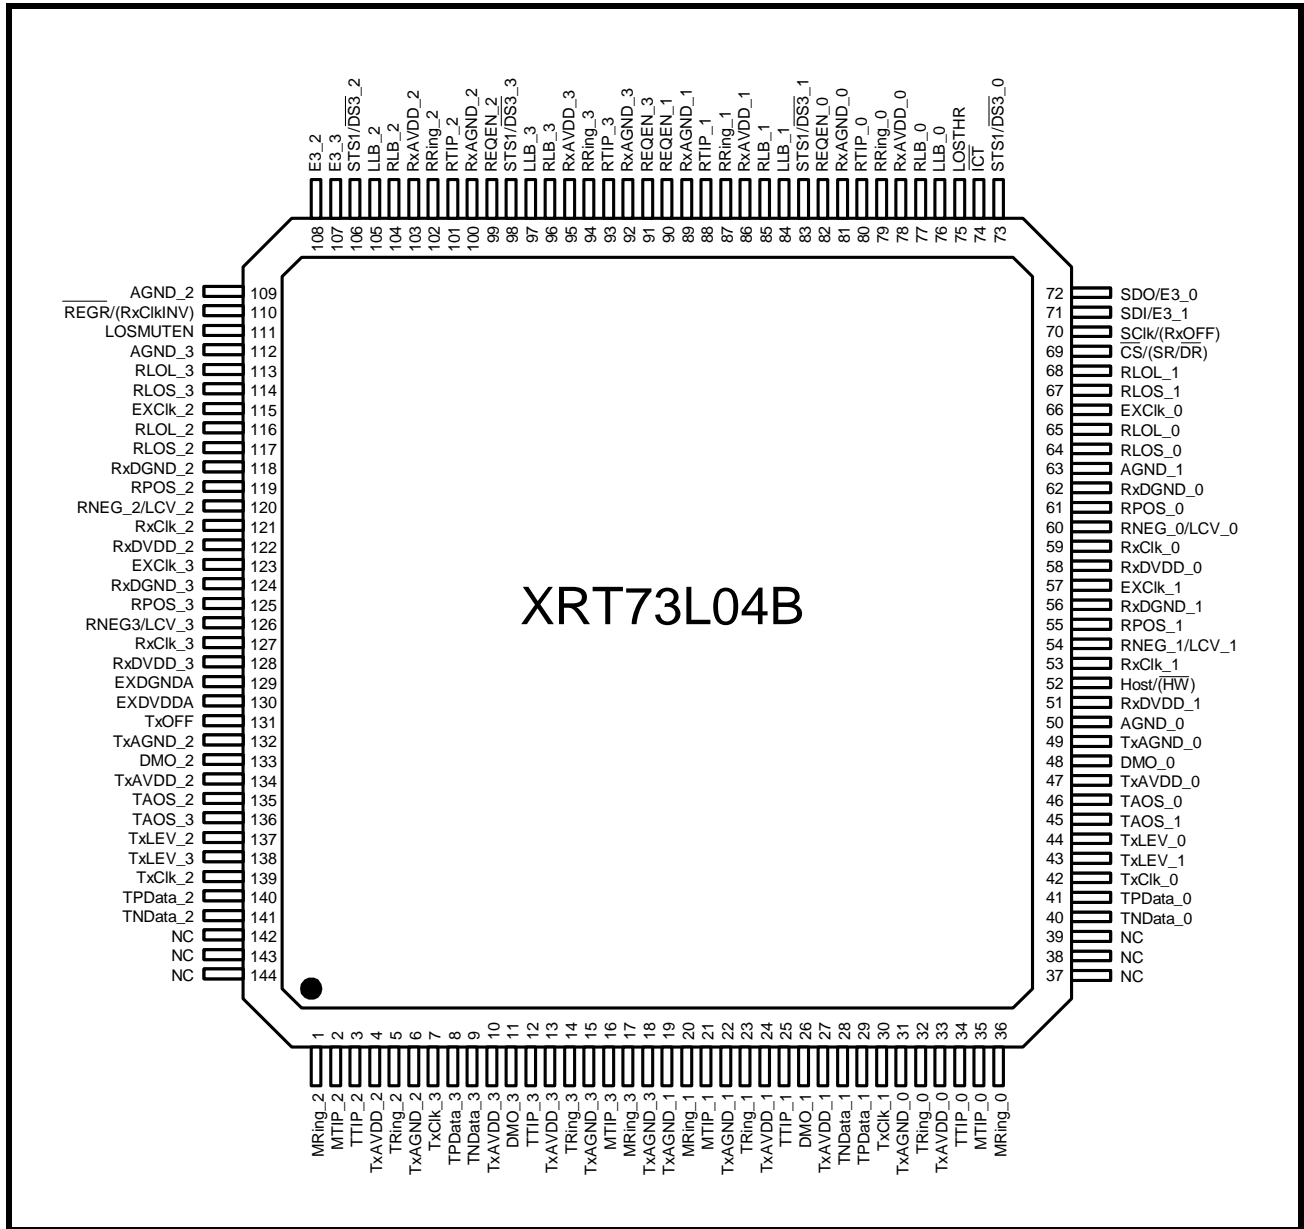 E3_2
E3_3
STS1/DS3_2
LLB_2
RLB_2
RxAVDD_2
RRing_2
RTIP_2
RxAGND_2
REQEN_2
STS1/DS3_3
LLB_3
RLB_3
RxAVDD_3
RRing_3
RTIP_3
RxAGND_3
REQEN_3
REQEN_1
RxAGND_1
RTIP_1
RRing_1
RxAVDD_1
RLB_1
LLB_1
STS1/DS3_1
REQEN_0
RxAGND_0
RTIP_0
RRing_0
RxAVDD_0
RLB_0
LLB_0
LOSTHR
ICT
STS1/DS3_0
108
107
106
105
104
103
102
101
100
99
98
97
96
95
94
93
92
91
90
89
88
87
86
85
84
83
82
81
80
79
78
77
76
75
74
73
AGND_2 109
REGR/(RxClkINV) 110
LOSMUTEN 111
AGND_3 112
RLOL_3 113
RLOS_3 114
EXClk_2 115
RLOL_2 116
RLOS_2 117
RxDGND_2 118
RPOS_2 119
RNEG_2/LCV_2 120
RxClk_2 121
RxDVDD_2 122
EXClk_3 123
RxDGND_3 124
RPOS_3 125
RNEG3/LCV_3 126
RxClk_3 127
RxDVDD_3 128
EXDGNDA 129
EXDVDDA 130
TxOFF 131
TxAGND_2 132
DMO_2 133
TxAVDD_2 134
TAOS_2 135
TAOS_3 136
TxLEV_2 137
TxLEV_3 138
TxClk_2 139
TPData_2 140
TNData_2 141
NC 142
NC 143
NC 144
XRT73L04B
72 SDO/E3_0
71 SDI/E3_1
70 SClk/(RxOFF)
69 CS/(SR/DR)
68 RLOL_1
67 RLOS_1
66 EXClk_0
65 RLOL_0
64 RLOS_0
63 AGND_1
62 RxDGND_0
61 RPOS_0
60 RNEG_0/LCV_0
59 RxClk_0
58 RxDVDD_0
57 EXClk_1
56 RxDGND_1
55 RPOS_1
54 RNEG_1/LCV_1
53 RxClk_1
52 Host/(HW)
51 RxDVDD_1
50 AGND_0
49 TxAGND_0
48 DMO_0
47 TxAVDD_0
46 TAOS_0
45 TAOS_1
44 TxLEV_0
43 TxLEV_1
42 TxClk_0
41 TPData_0
40 TNData_0
39 NC
38 NC
37 NC
1
2
3
4
5
6
7
8
9
10
11
12
13
14
15
16
17
18
19
20
21
22
23
24
25
26
27
28
29
30
31
32
33
34
35
36
MRing_2
MTIP_2
TTIP_2
TxAVDD_2
TRing_2
TxAGND_2
TxClk_3
TPData_3
TNData_3
TxAVDD_3
DMO_3
TTIP_3
TxAVDD_3
TRing_3
TxAGND_3
MTIP_3
MRing_3
TxAGND_3
TxAGND_1
MRing_1
MTIP_1
TxAGND_1
TRing_1
TxAVDD_1
TTIP_1
DMO_1
TxAVDD_1
TNData_1
TPData_1
TxClk_1
TxAGND_0
TRing_0
TxAVDD_0
TTIP_0
MTIP_0
MRing_0